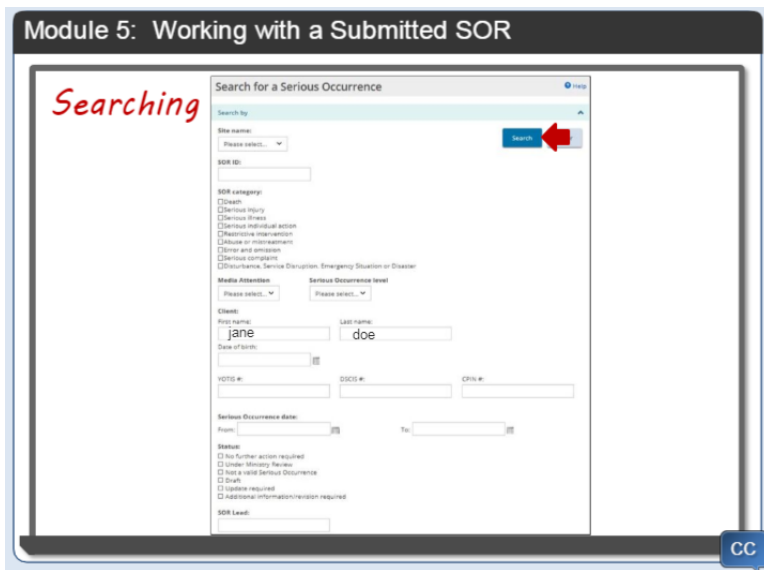 Module 5: Working with a Submitted SOR
Searching
Search for a Serious Occurrence
Help
Search by
Site name:
Please select...
Search
SOR ID:
SOR category:
Death
Serious injury
Serious illness
Serious individual action
Restrictive intervention
Abuse or mistreatment
Error and omission
Serious complaint
Disturbance, Service Disruption, Emergency Situation or Disaster
Media Attention Serious Occurrence level
Please select... Please select...
Client:
First name: Last name:
jane doe
Date of birth:
YOTIS #: OSCIS #: CPIN #:
Serious Occurrence date:
From: To:
Status:
No further action required
Under Ministry Review
Not a valid Serious Occurrence
Draft
Update required
Additional information/revision required
SOR Lead:
CC